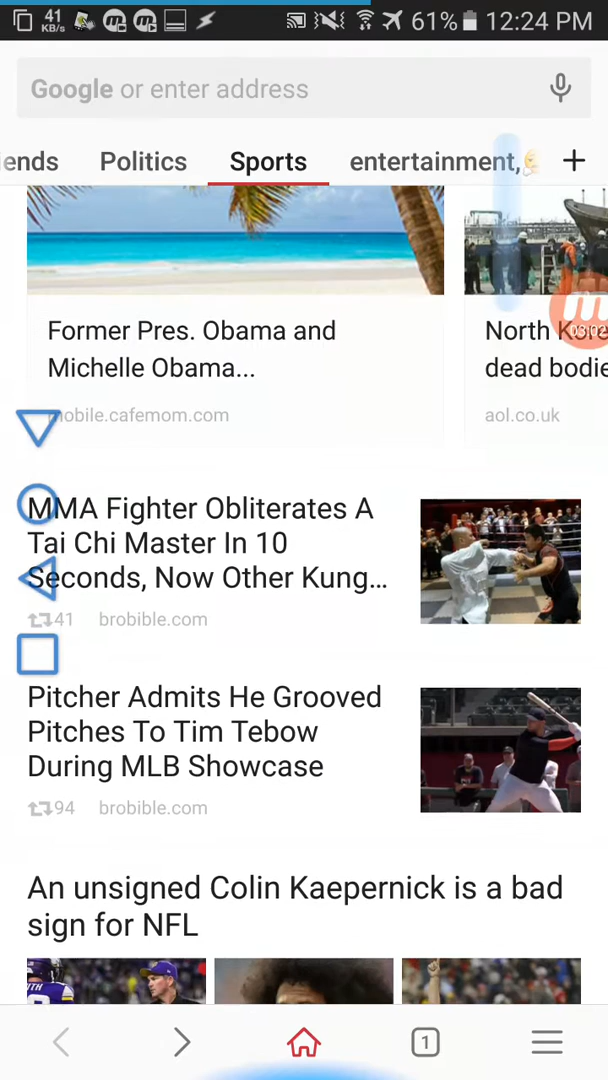 41
KB/s
61%
12:24 PM
Google or enter address
ends
Politics
Sports
entertainment,
+
Former Pres. Obama and
Michelle Obama...
mobile.cafemom.com
North Kore
dead bodie
aol.co.uk
03:02
MMA Fighter Obliterates A
Tai Chi Master In 10
Seconds, Now Other Kung...
41 brobible.com
Pitcher Admits He Grooved
Pitches To Tim Tebow
During MLB Showcase
94 brobible.com
An unsigned Colin Kaepernick is a bad
sign for NFL
1